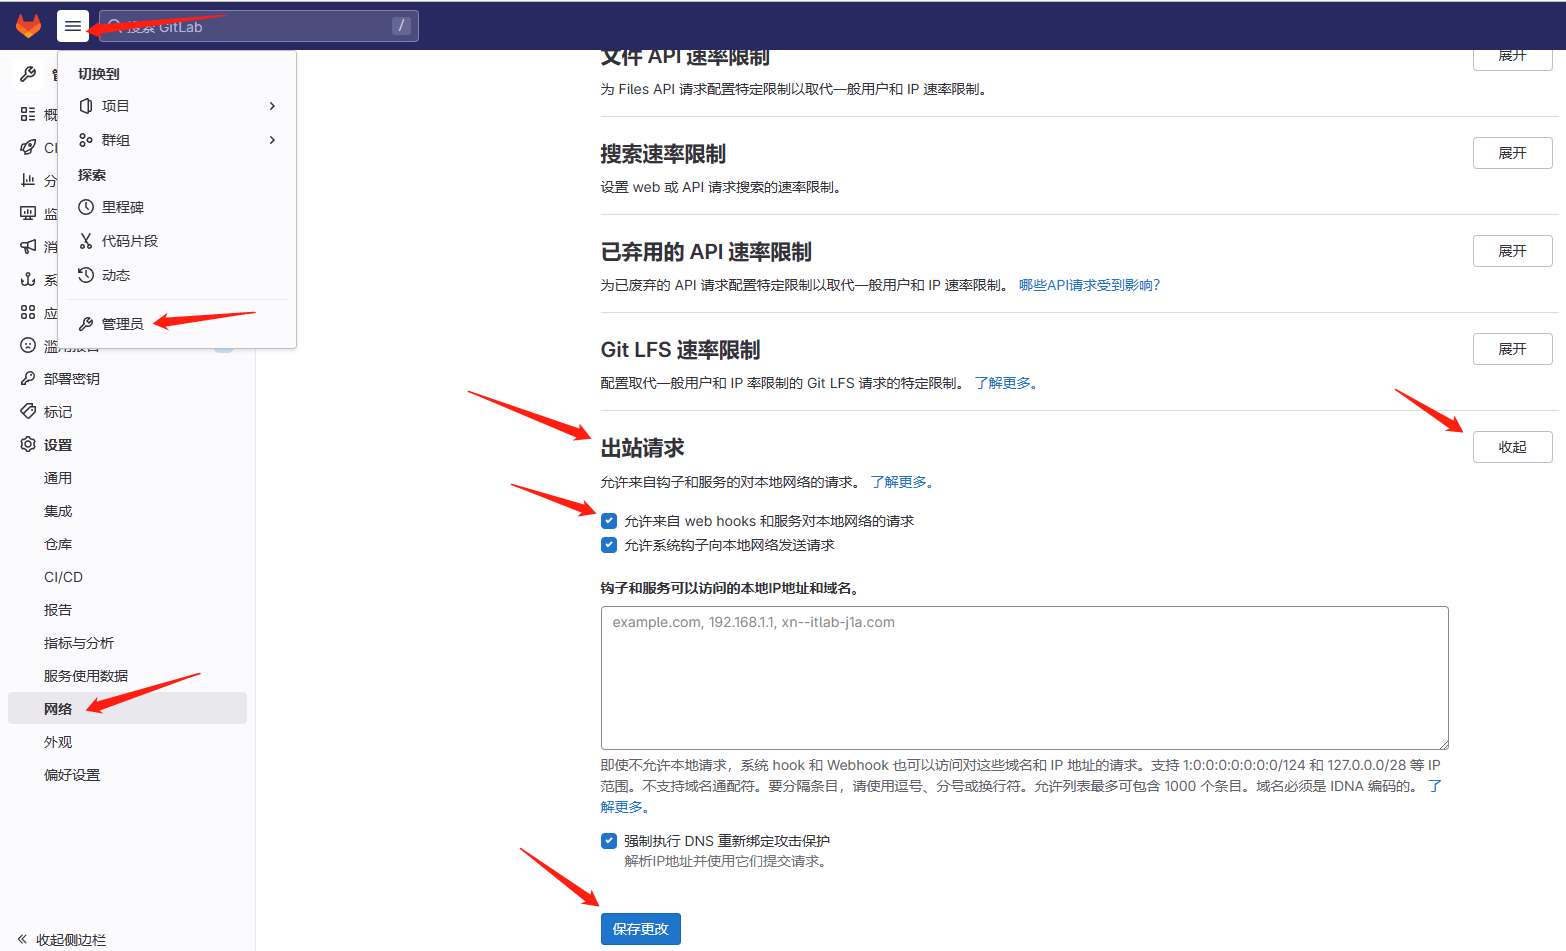 搜索 GitLab
/
切换到
项目
群组
探索
里程碑
代码片段
动态
管理员
概
CI
分
监
消
系
应
滥用报告
部署密钥
标记
设置
通用
集成
仓库
CI/CD
报告
指标与分析
服务使用数据
网络
外观
偏好设置
收起侧边栏
文件 API 速率限制
展开
为 Files API 请求配置特定限制以取代一般用户和 IP 速率限制。
搜索速率限制
展开
设置 web 或 API 请求搜索的速率限制。
已弃用的 API 速率限制
展开
为已废弃的 API 请求配置特定限制以取代一般用户和 IP 速率限制。 哪些API请求受到影响?
Git LFS 速率限制
展开
配置取代一般用户和 IP 率限制的 Git LFS 请求的特定限制。 了解更多。
出站请求
收起
允许来自钩子和服务的对本地网络的请求。 了解更多。
允许来自 web hooks 和服务对本地网络的请求
允许系统钩子向本地网络发送请求
钩子和服务可以访问的本地IP地址和域名。
example.com, 192.168.1.1, xn--itlab-j1a.com
即使不允许本地请求，系统 hook 和 Webhook 也可以访问对这些域名和 IP 地址的请求。支持 1:0:0:0:0:0:0:0/124 和 127.0.0.0/28 等 IP
范围。不支持域名通配符。要分隔条目，请使用逗号、分号或换行符。允许列表最多可包含 1000 个条目。域名必须是 IDNA 编码的。 了
解更多。
强制执行 DNS 重新绑定攻击保护
解析IP地址并使用它们提交请求。
保存更改